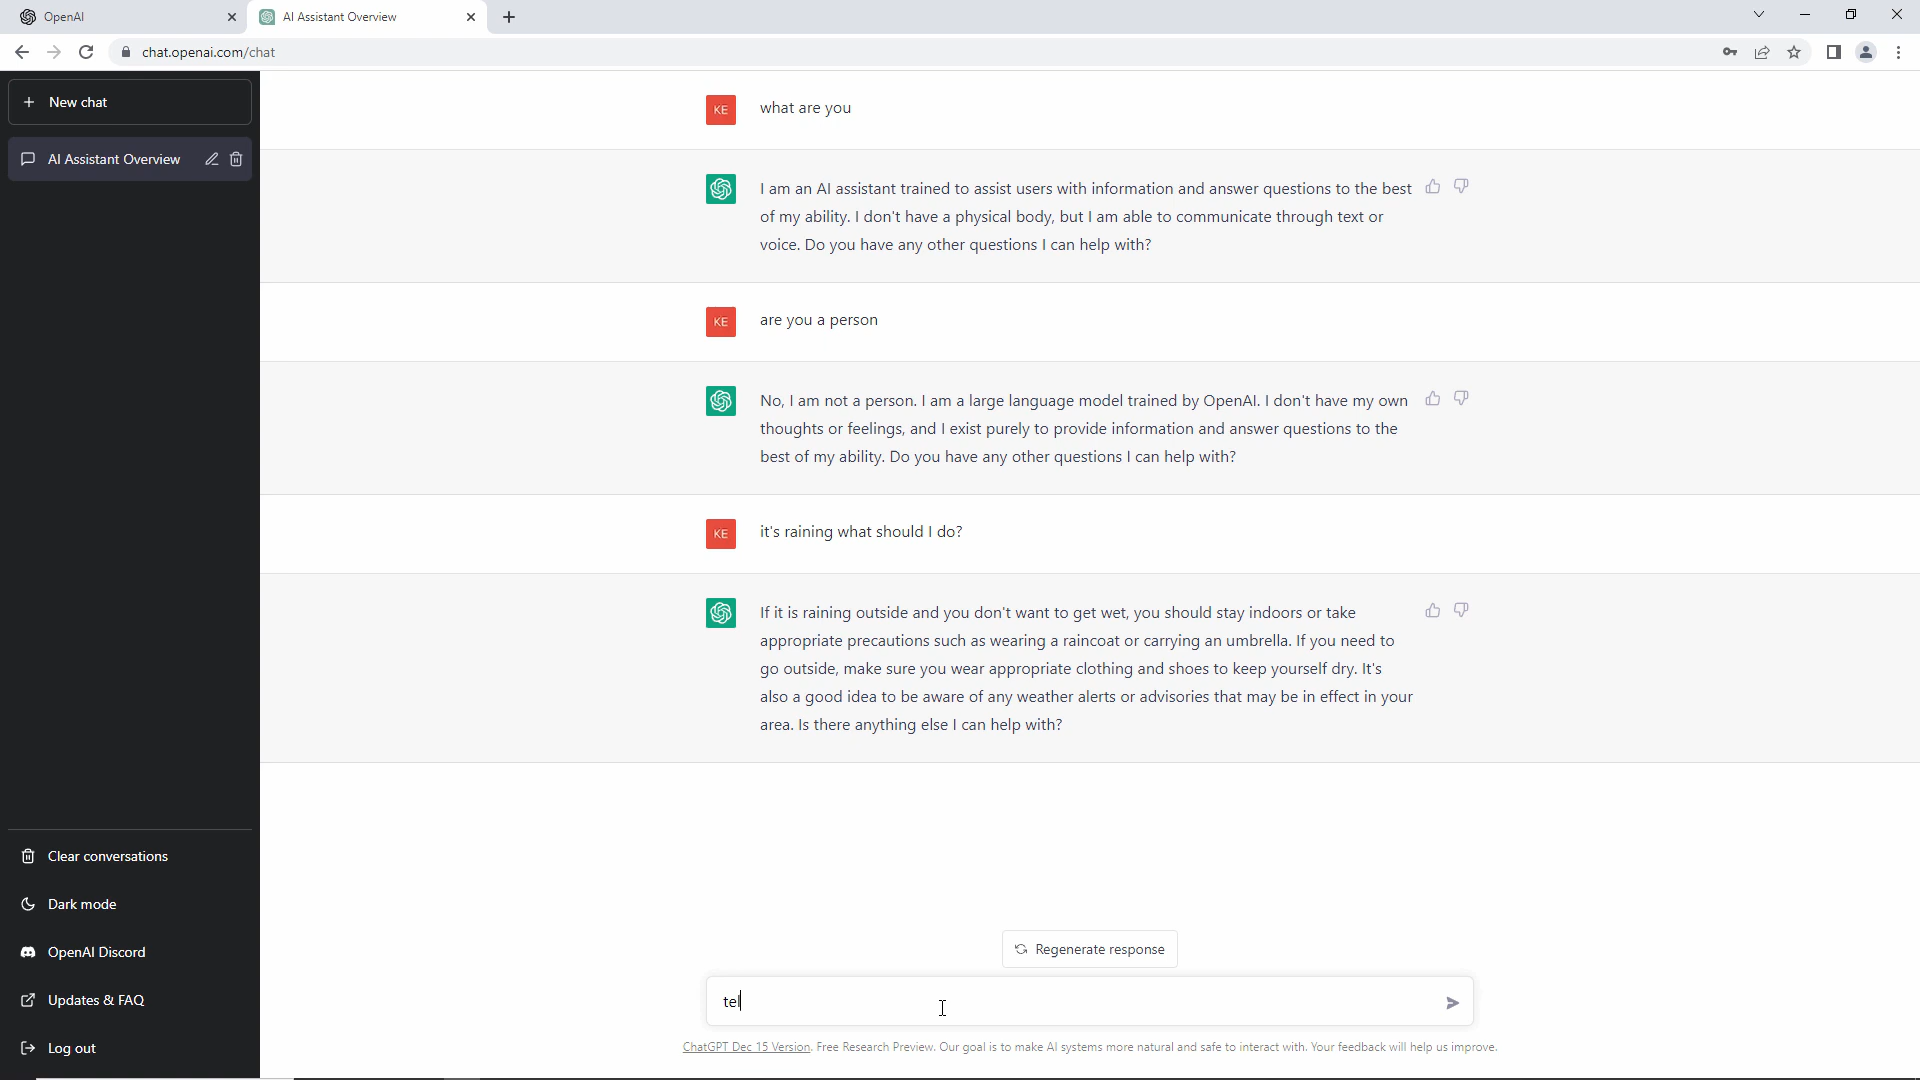 OpenAI
AI Assistant Overview
chat.openai.com/chat
New chat
AI Assistant Overview
KE
what are you
I am an AI assistant trained to assist users with information and answer questions to the best
of my ability. I don't have a physical body, but I am able to communicate through text or
voice. Do you have any other questions I can help with?
KE
are you a person
No, I am not a person. I am a large language model trained by OpenAI. I don't have my own
thoughts or feelings, and I exist purely to provide information and answer questions to the
best of my ability. Do you have any other questions I can help with?
KE
it's raining what should I do?
If it is raining outside and you don't want to get wet, you should stay indoors or take
appropriate precautions such as wearing a raincoat or carrying an umbrella. If you need to
go outside, make sure you wear appropriate clothing and shoes to keep yourself dry. It's
also a good idea to be aware of any weather alerts or advisories that may be in effect in your
area. Is there anything else I can help with?
Clear conversations
Dark mode
OpenAI Discord
Updates & FAQ
Log out
Regenerate response
tel
ChatGPT Dec 15 Version. Free Research Preview. Our goal is to make AI systems more natural and safe to interact with. Your feedback will help us improve.